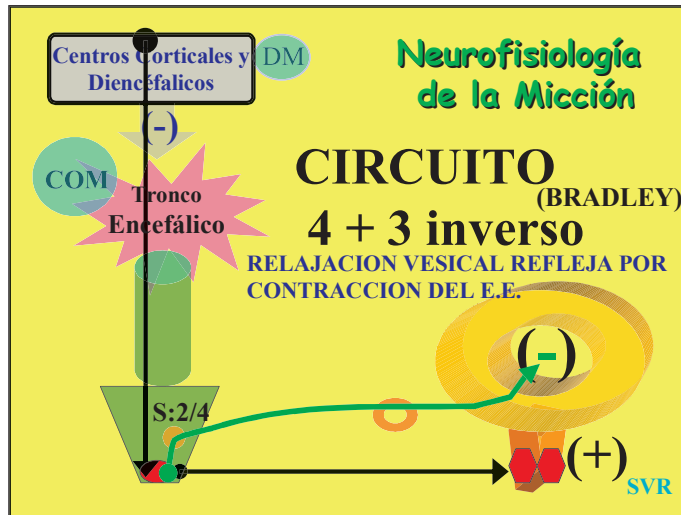 Neurofisiología
de la Micción
Centros Corticales y
Diencéfalicos
DM
(-)
COM
Tronco
Encefálico
CIRCUITO
(BRADLEY)
4 + 3 inverso
RELAJACION VESICAL REFLEJA POR
CONTRACCION DEL E.E.
(-)
S:2/4
(+)
SVR